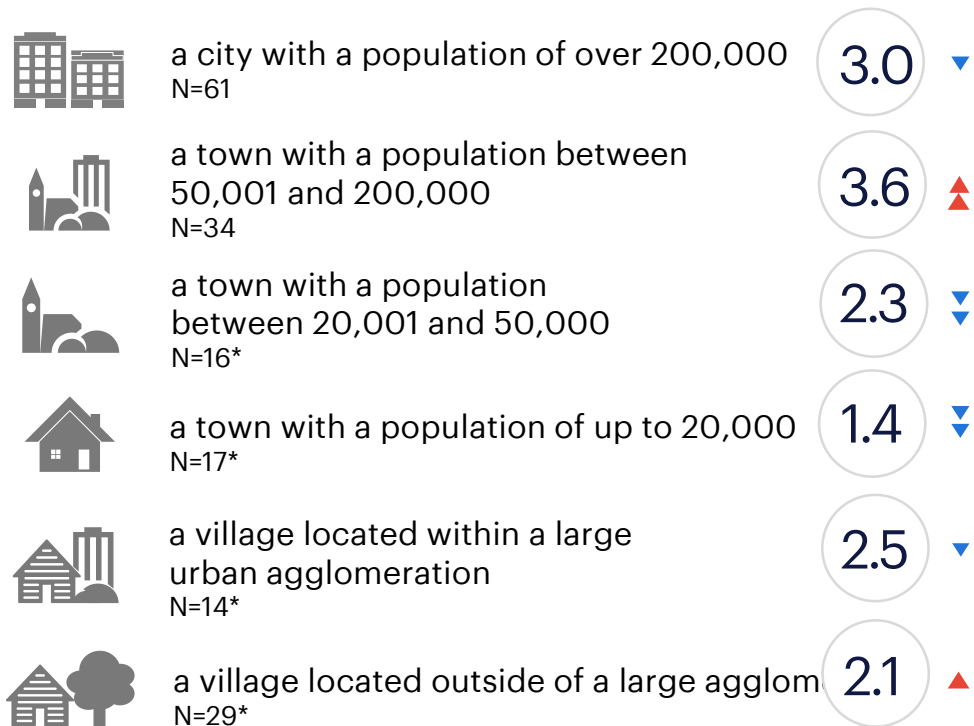 a city with a population of over 200,000
N=61
3.0
a town with a population between
50,001 and 200,000
N=34
3.6
a town with a population
between 20,001 and 50,000
N=16*
2.3
a town with a population of up to 20,000
N=17*
1.4
a village located within a large
urban agglomeration
N=14*
2.5
a village located outside of a large
N=29*
2.1